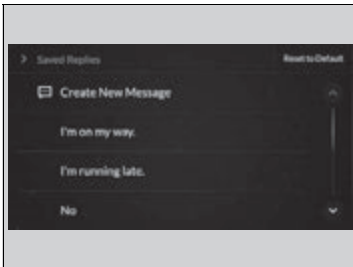 Saved Replies
Reset to Default
Create New Message
I'm on my way.
I'm running late.
No